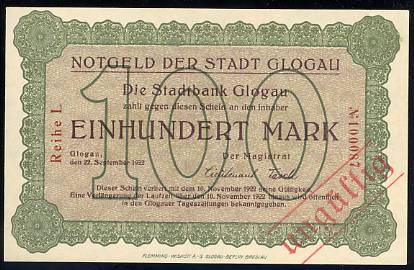 NOTGELD DER STADT GLOGAU
100
Die Stadtbank Glogau
zahlt gegen diesen Schein an den Inhaber
EINHUNDERT MARK
Reihe I.
№100087
Glogau,
den 22. September 1922
Der Magistrat
Dieser Schein verliert mit dem 10. November 1922 seine Gültigkeit.
Eine Verlängerung der Laufzeit über den 10. November 1922 hinaus wird öffentlich
in den Glogauer Tageszeitungen bekanntgegeben.
ungültig
FLEMMING-WISKOTT A.-G. GLOGAU-BERLIN-BRESLAU